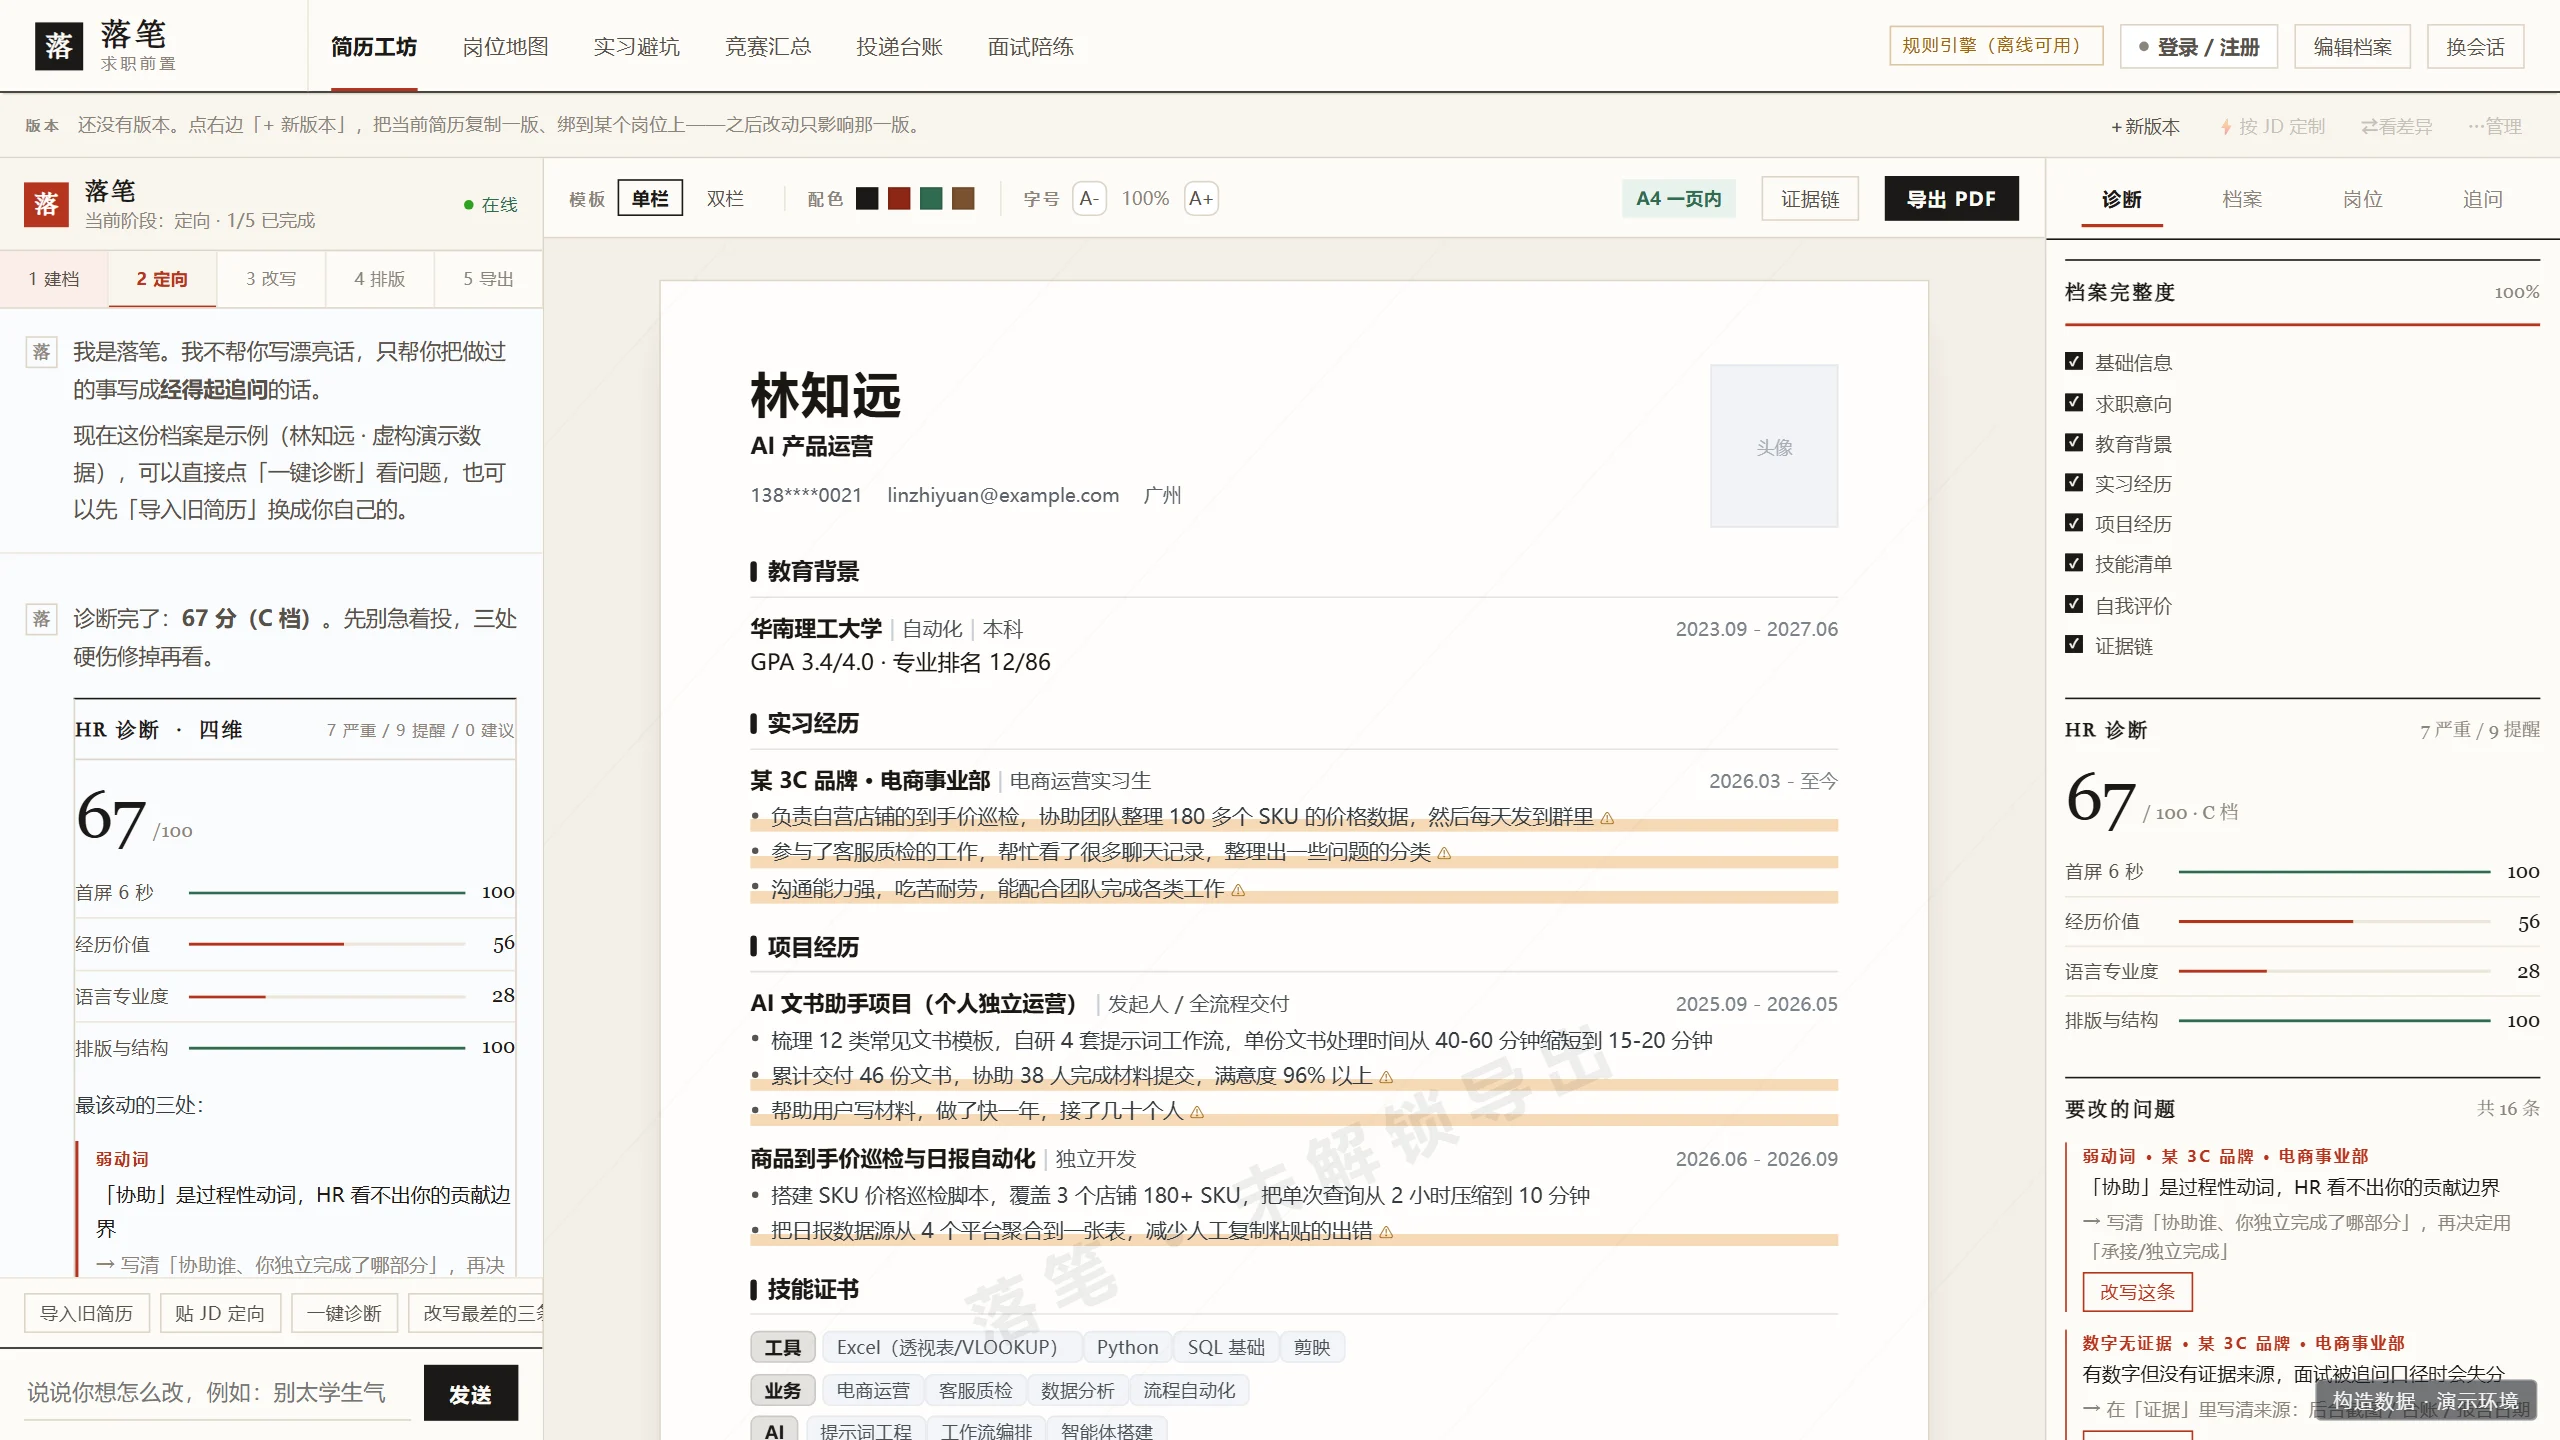 落 落笔
求职前置
简历工坊 岗位地图 实习避坑 竞赛汇总 投递台账 面试陪练
规则引擎（离线可用） 登录 / 注册 编辑档案 换会话
版本 还没有版本。点右边「+ 新版本」，把当前简历复制一版、绑到某个岗位上——之后改动只影响那一版。
+ 新版本 按 JD 定制 ⇄看差异 ···管理
落 落笔
当前阶段：定向 · 1/5 已完成
在线
1 建档 2 定向 3 改写 4 排版 5 导出
落 我是落笔。我不帮你写漂亮话，只帮你把做过
的事写成经得起追问的话。
现在这份档案是示例（林知远 · 虚构演示数
据），可以直接点「一键诊断」看问题，也可
以先「导入旧简历」换成你自己的。
落 诊断完了：67 分（C 档）。先别急着投，三处
硬伤修掉再看。
HR 诊断 · 四维 7 严重 / 9 提醒 / 0 建议
67 /100
首屏 6 秒 100
经历价值 56
语言专业度 28
排版与结构 100
最该动的三处：
弱动词
「协助」是过程性动词，HR 看不出你的贡献边
界
→ 写清「协助谁、你独立完成了哪部分」，再决
导入旧简历 贴 JD 定向 一键诊断 改写最差的三条
说说你想怎么改，例如：别太学生气 发送
模板 单栏 双栏 配色 字号 A- 100% A+
A4 一页内 证据链 导出 PDF
林知远
AI 产品运营
138****0021 linzhiyuan@example.com 广州
头像
教育背景
华南理工大学 | 自动化 | 本科 2023.09 - 2027.06
GPA 3.4/4.0 · 专业排名 12/86
实习经历
某 3C 品牌 • 电商事业部 | 电商运营实习生 2026.03 - 至今
• 负责自营店铺的到手价巡检，协助团队整理 180 多个 SKU 的价格数据，然后每天发到群里 ⚠
• 参与了客服质检的工作，帮忙看了很多聊天记录，整理出一些问题的分类 ⚠
• 沟通能力强，吃苦耐劳，能配合团队完成各类工作 ⚠
项目经历
AI 文书助手项目（个人独立运营） | 发起人 / 全流程交付 2025.09 - 2026.05
• 梳理 12 类常见文书模板，自研 4 套提示词工作流，单份文书处理时间从 40-60 分钟缩短到 15-20 分钟
• 累计交付 46 份文书，协助 38 人完成材料提交，满意度 96% 以上 ⚠
• 帮助用户写材料，做了快一年，接了几十个人 ⚠
商品到手价巡检与日报自动化 | 独立开发 2026.06 - 2026.09
• 搭建 SKU 价格巡检脚本，覆盖 3 个店铺 180+ SKU，把单次查询从 2 小时压缩到 10 分钟
• 把日报数据源从 4 个平台聚合到一张表，减少人工复制粘贴的出错 ⚠
落笔 · 未解锁导出
技能证书
工具 Excel（透视表/VLOOKUP） Python SQL 基础 剪映
业务 电商运营 客服质检 数据分析 流程自动化
AI 提示词工程 工作流编排 智能体搭建
诊断 档案 岗位 追问
档案完整度 100%
基础信息
求职意向
教育背景
实习经历
项目经历
技能清单
自我评价
证据链
HR 诊断 7 严重 / 9 提醒
67 / 100 · C 档
首屏 6 秒 100
经历价值 56
语言专业度 28
排版与结构 100
要改的问题 共 16 条
弱动词 • 某 3C 品牌 • 电商事业部
「协助」是过程性动词，HR 看不出你的贡献边界
→ 写清「协助谁、你独立完成了哪部分」，再决定用
「承接/独立完成」
改写这条
数字无证据 • 某 3C 品牌 • 电商事业部
有数字但没有证据来源，面试被追问口径时会失分
→ 在「证据」里写清来源：
构造数据 · 演示环境